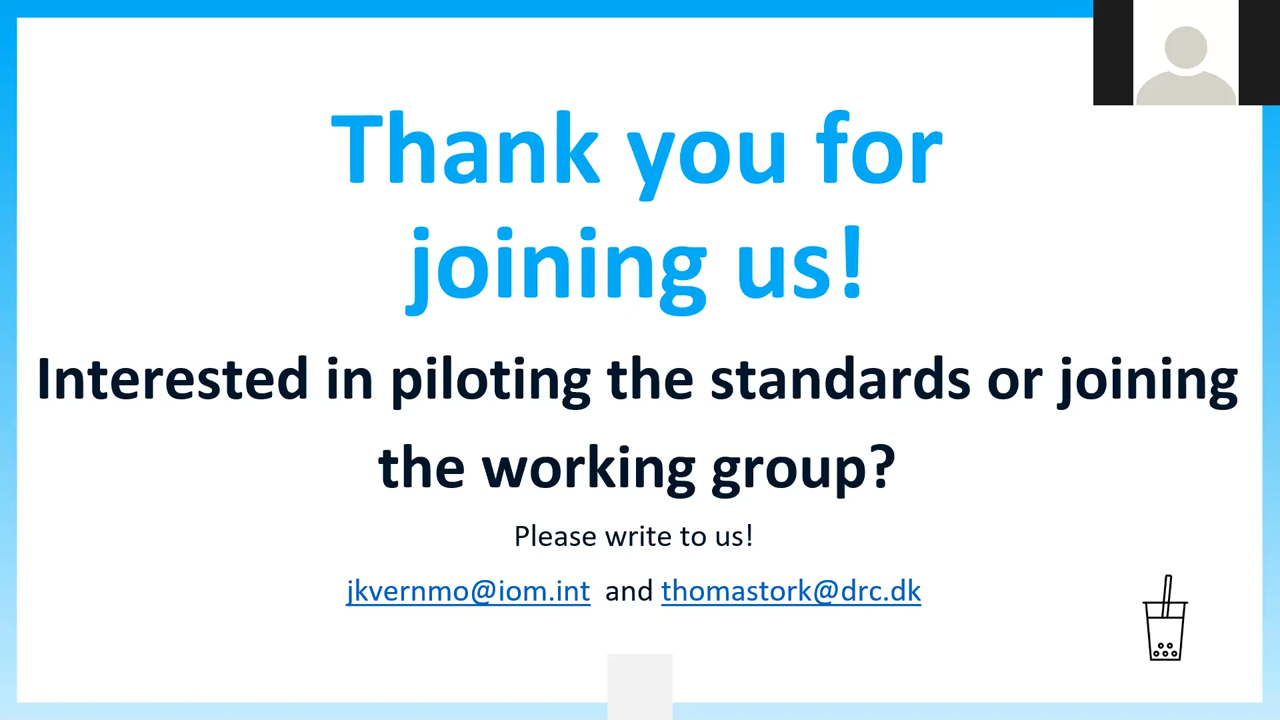 Thank you for
joining us!
Interested in piloting the standards or joining
the working group?
Please write to us!
jkvernmo@iom.int and thomastork@drc.dk